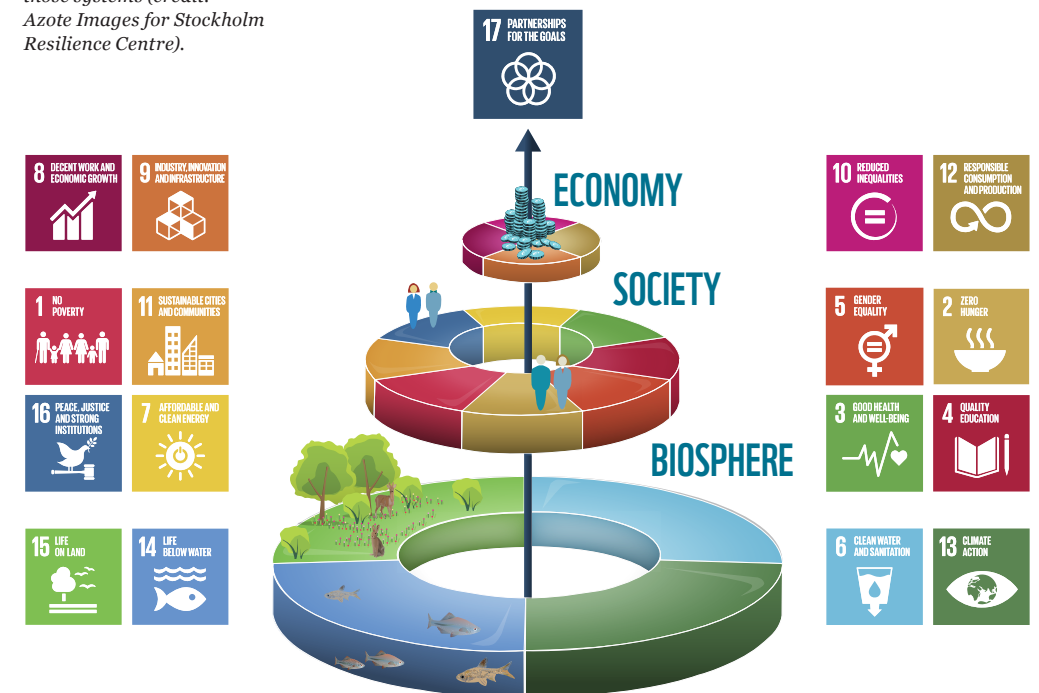 those systems (credit:
Azote Images for Stockholm
Resilience Centre).
17 PARTNERSHIPS
FOR THE GOALS
8 DECENT WORK AND
ECONOMIC GROWTH
9 INDUSTRY, INNOVATION
AND INFRASTRUCTURE
ECONOMY
10 REDUCED
INEQUALITIES
12 RESPONSIBLE
CONSUMPTION
AND PRODUCTION
SOCIETY
1 NO
POVERTY
11 SUSTAINABLE CITIES
AND COMMUNITIES
5 GENDER
EQUALITY
2 ZERO
HUNGER
16 PEACE, JUSTICE
AND STRONG
INSTITUTIONS
7 AFFORDABLE AND
CLEAN ENERGY
3 GOOD HEALTH
AND WELL-BEING
4 QUALITY
EDUCATION
BIOSPHERE
15 LIFE
ON LAND
14 LIFE
BELOW WATER
6 CLEAN WATER
AND SANITATION
13 CLIMATE
ACTION